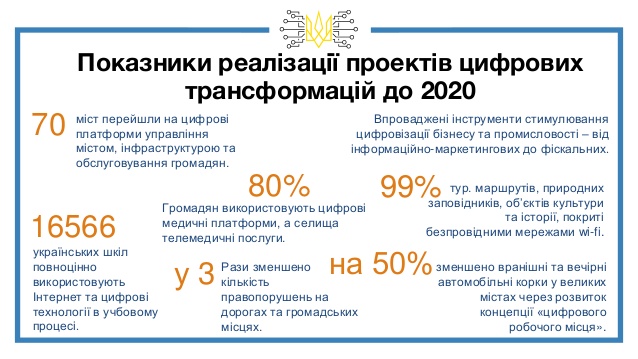 Показники реалізації проектів цифрових
трансформацій до 2020
70
міст перейшли на цифрові
платформи управління
містом, інфраструктурою та
обслуговування громадян.
Впроваджені інструменти стимулювання
цифровізації бізнесу та промисловості – від
інформаційно-маркетингових до фіскальних.
80%
Громадян використовують цифрові
медичні платформи, а селища
телемедичні послуги.
99%
тур. маршрутів, природних
заповідників, об’єктів культури
та історії, покриті
безпровідними мережами wi-fi.
16566
українських шкіл
повноцінно
використовують
Інтернет та цифрові
технології в учбовому
процесі.
у 3
Рази зменшено
кількість
правопорушень на
дорогах та громадських
місцях.
на 50%
зменшено вранішні та вечірні
автомобільні корки у великих
містах через розвиток
концепції «цифрового
робочого місця».